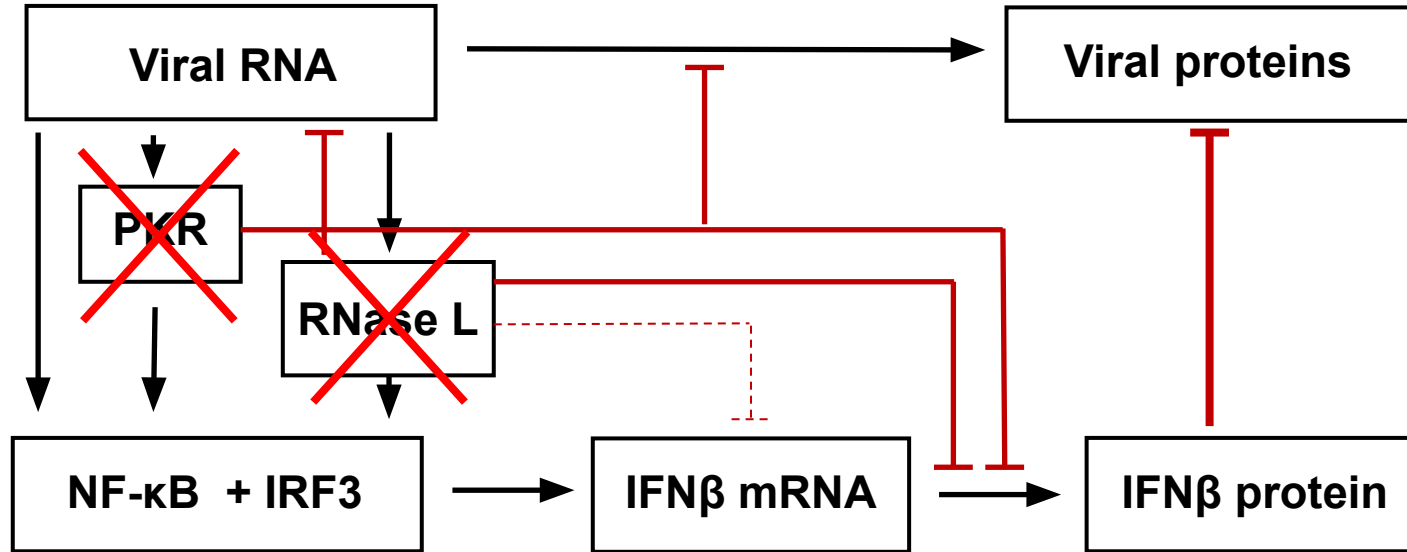 Viral RNA
Viral proteins
PKR
RNase L
NF-κB + IRF3
IFNβ mRNA
IFNβ protein